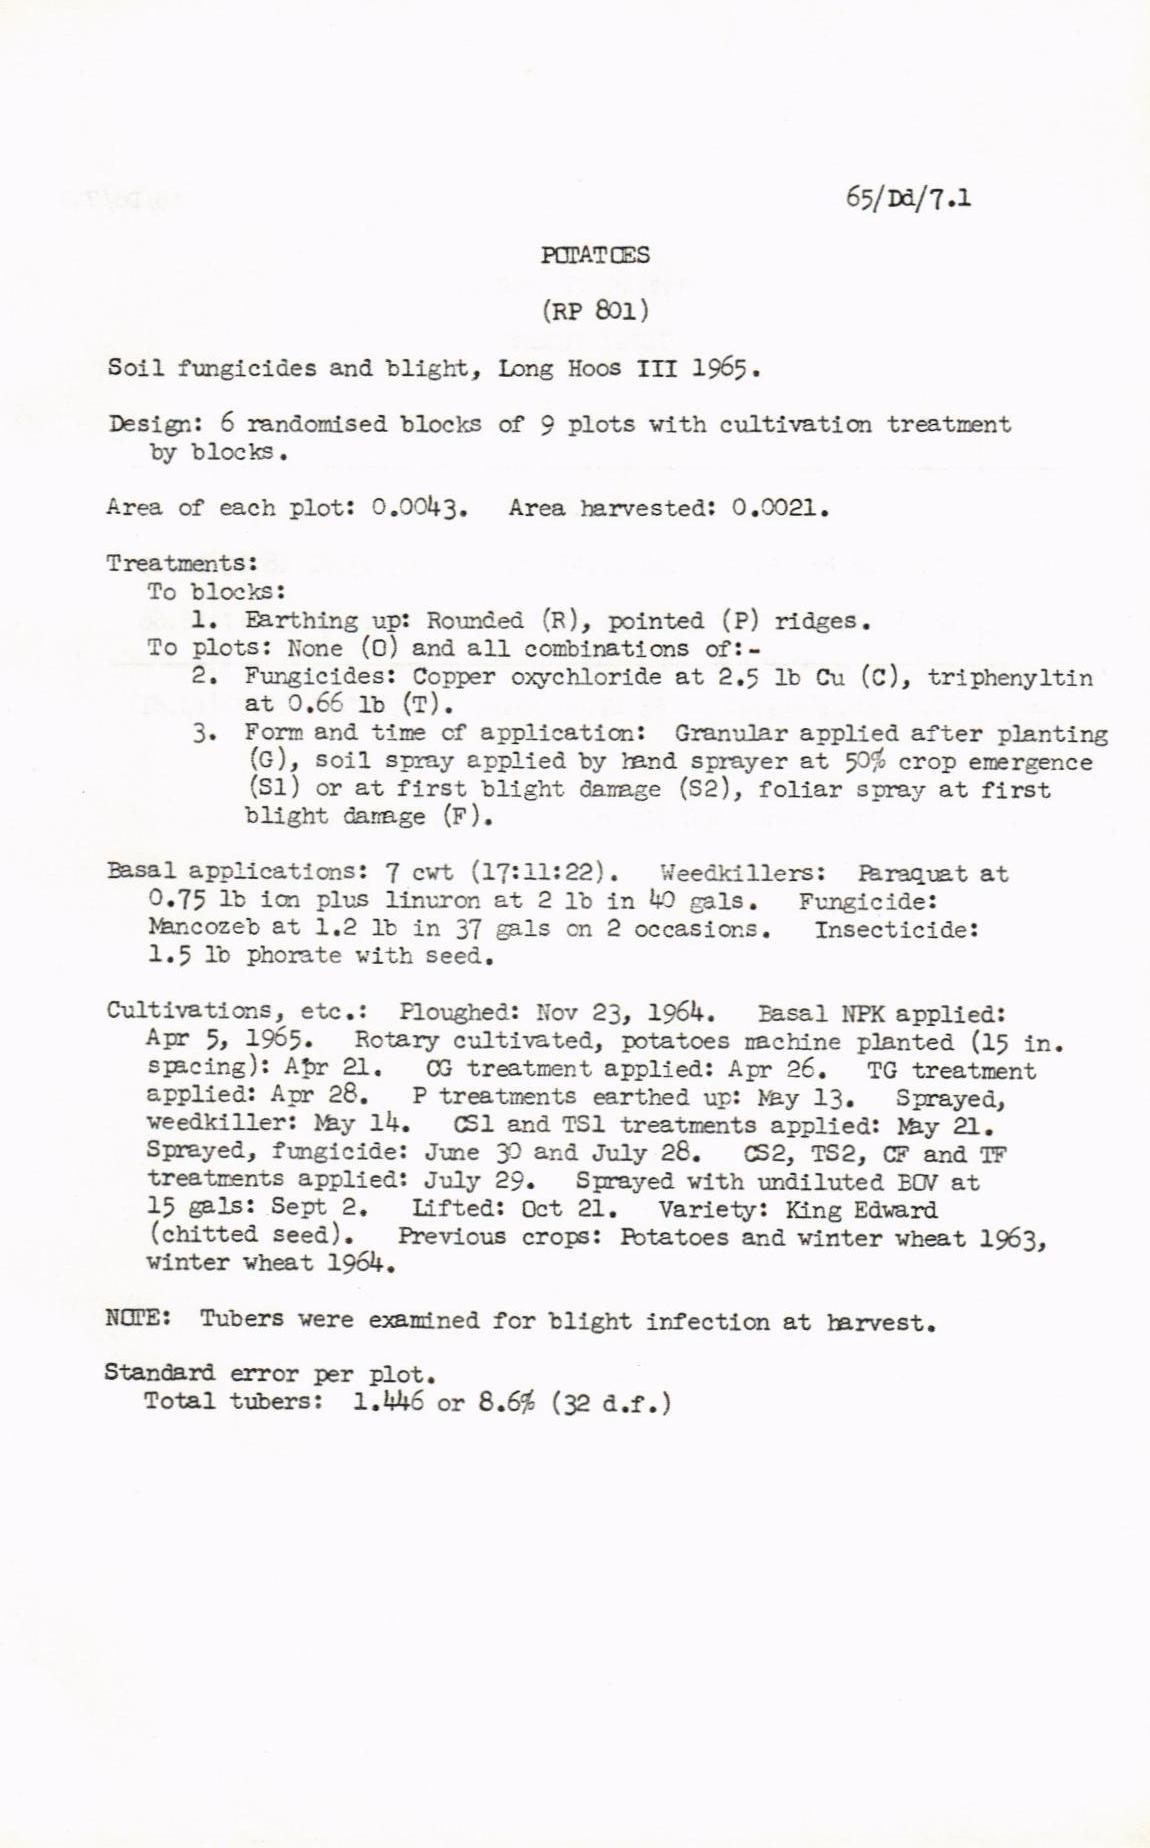 65/Dd/7.1
POTATOES
(RP 801)
Soil fungicides and blight, Long Hoos III 1965.
Design: 6 randomised blocks of 9 plots with cultivation treatment
by blocks.
Area of each plot: 0.0043. Area harvested: 0.0021.
Treatments:
To blocks:
1. Earthing up: Rounded (R), pointed (P) ridges.
To plots: None (O) and all combinations of:-
2. Fungicides: Copper oxychloride at 2.5 lb Cu (C), triphenyltin
at 0.66 lb (T).
3. Form and time of application: Granular applied after planting
(G), soil spray applied by hand sprayer at 50% crop emergence
(S1) or at first blight damage (S2), foliar spray at first
blight damage (F).
Basal applications: 7 cwt (17:11:22). Weedkillers: Paraquat at
0.75 lb ion plus linuron at 2 lb in 40 gals. Fungicide:
Mancozeb at 1.2 lb in 37 gals on 2 occasions. Insecticide:
1.5 lb phorate with seed.
Cultivations, etc.: Ploughed: Nov 23, 1964. Basal NPK applied:
Apr 5, 1965. Rotary cultivated, potatoes machine planted (15 in.
spacing): Apr 21. CG treatment applied: Apr 26. TG treatment
applied: Apr 28. P treatments earthed up: May 13. Sprayed,
weedkiller: May 14. CS1 and TS1 treatments applied: May 21.
Sprayed, fungicide: June 30 and July 28. CS2, TS2, CF and TF
treatments applied: July 29. Sprayed with undiluted BOV at
15 gals: Sept 2. Lifted: Oct 21. Variety: King Edward
(chitted seed). Previous crops: Potatoes and winter wheat 1963,
winter wheat 1964.
NOTE: Tubers were examined for blight infection at harvest.
Standard error per plot.
Total tubers: 1.446 or 8.6% (32 d.f.)